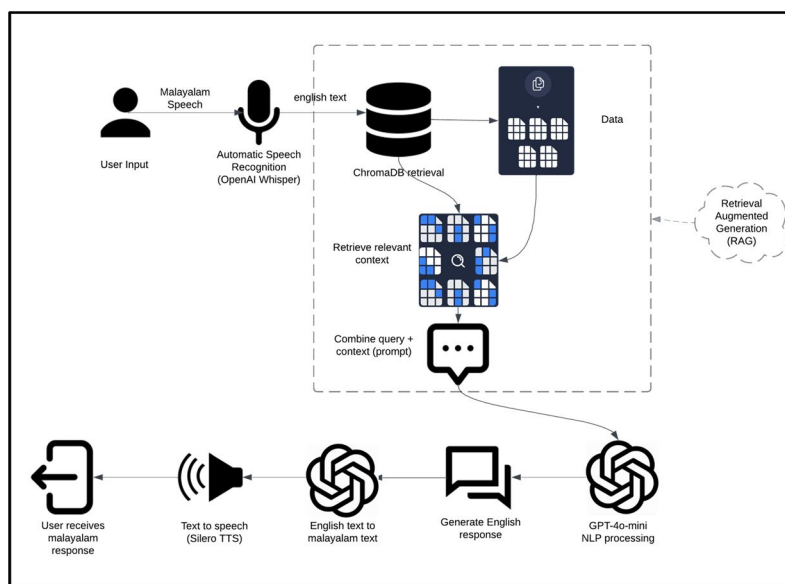 Malayalam
Speech
english text
User Input
Automatic Speech
Recognition
(OpenAI Whisper)
ChromaDB retrieval
Data
Retrieval
Augmented
Generation
(RAG)
Retrieve relevant
context
Combine query +
context (prompt)
User receives
malayalam
response
Text to speech
(Silero TTS)
English text to
malayalam text
Generate English
response
GPT-4o-mini
NLP processing